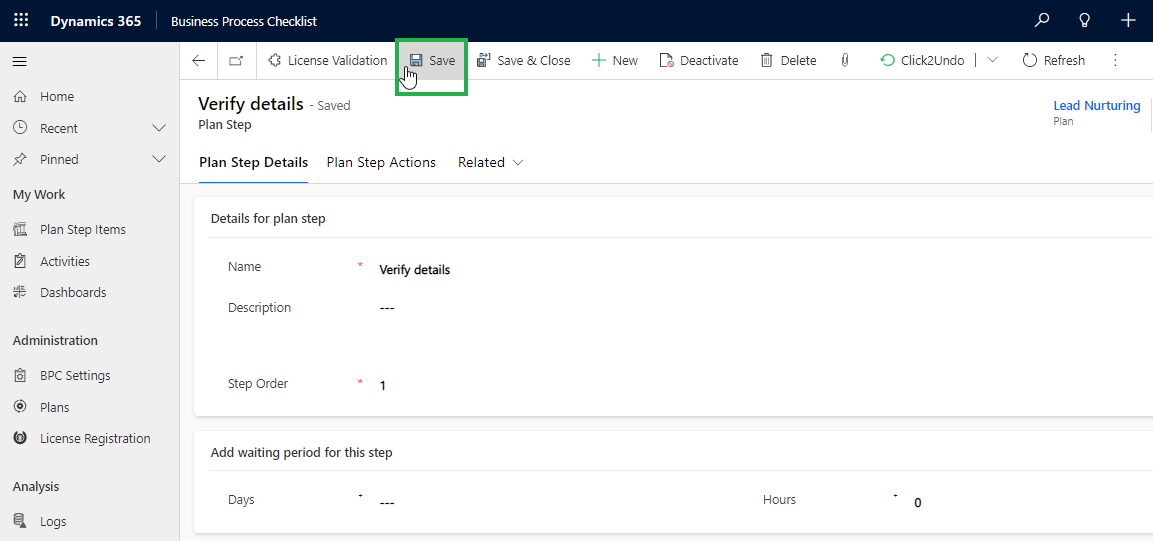 Dynamics 365 Business Process Checklist
License Validation Save Save & Close New Deactivate Delete Click2Undo Refresh
Home
Recent
Pinned
My Work
Plan Step Items
Activities
Dashboards
Administration
BPC Settings
Plans
License Registration
Analysis
Logs
Verify details - Saved
Plan Step
Lead Nurturing
Plan
Plan Step Details Plan Step Actions Related
Details for plan step
Name * Verify details
Description ---
Step Order * 1
Add waiting period for this step
Days + --- Hours + 0